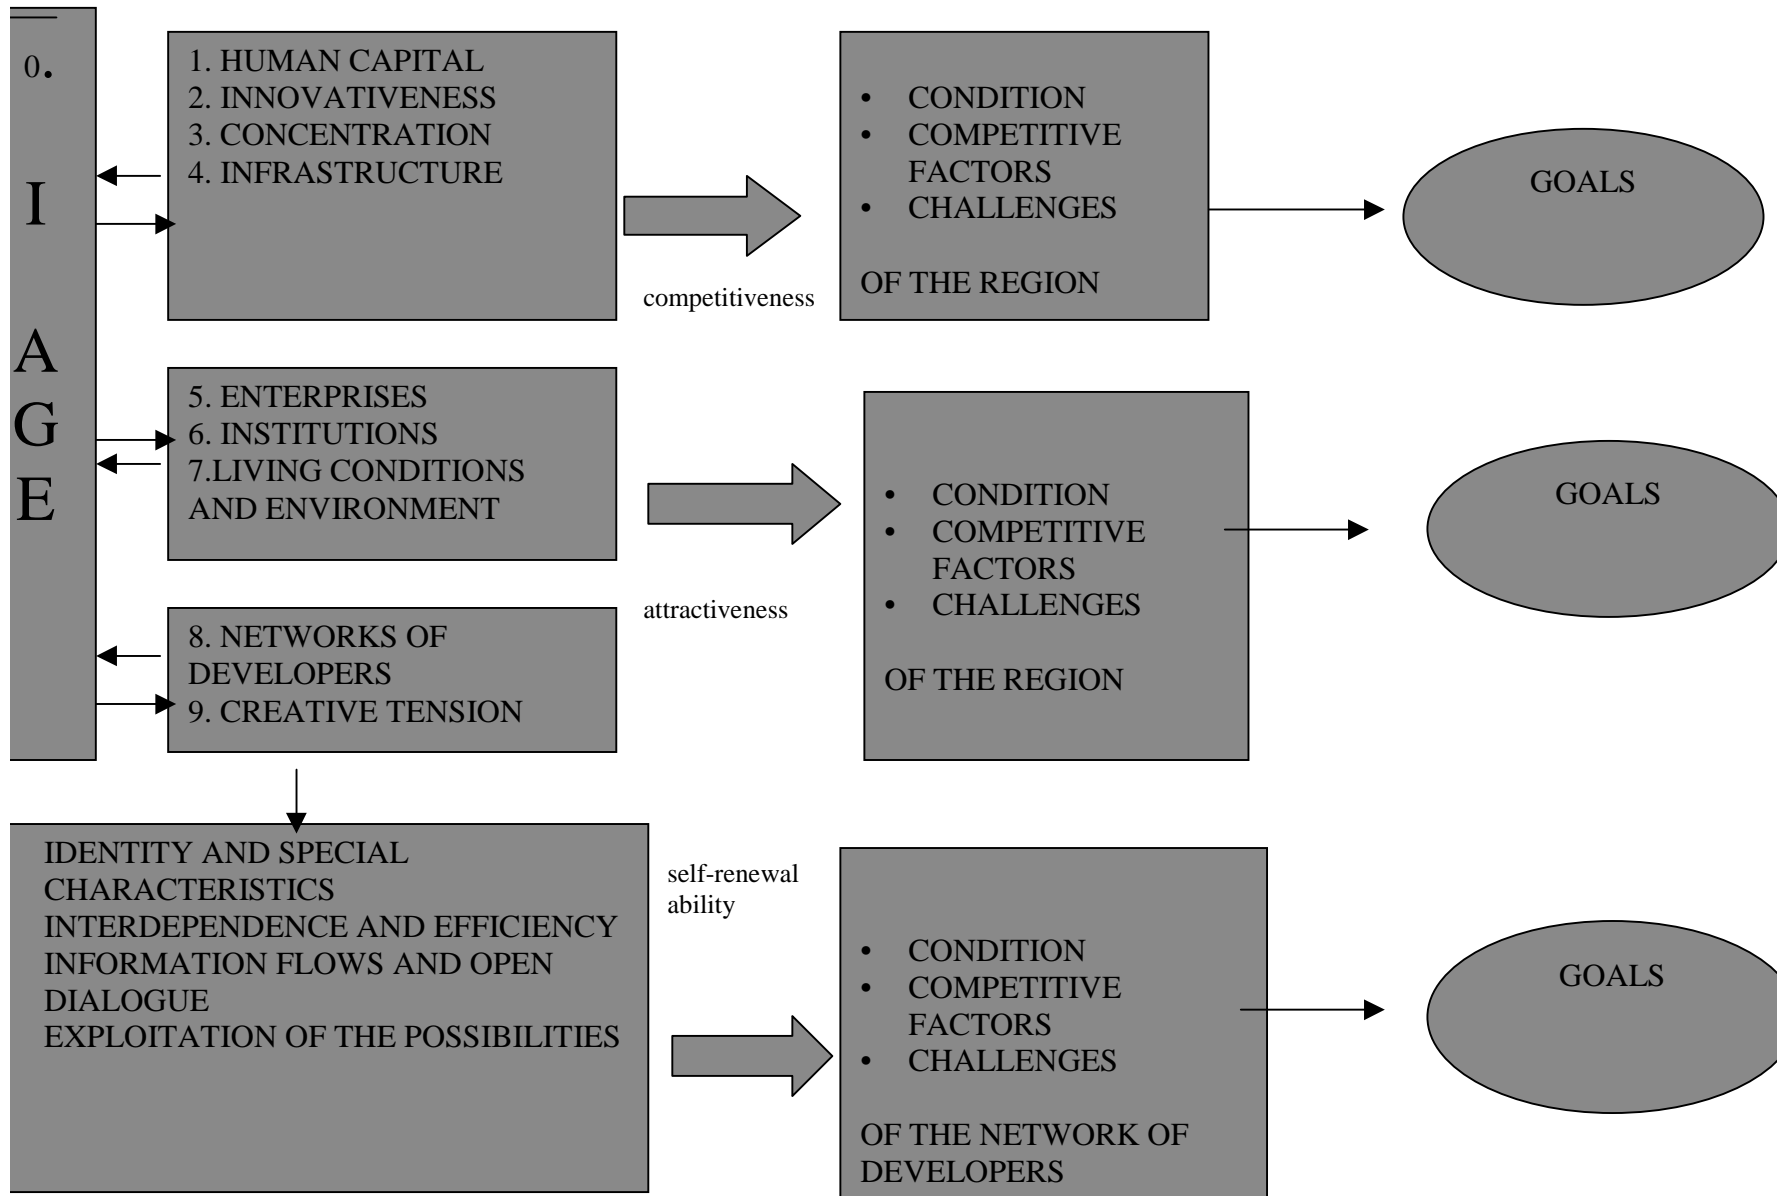 0.
I
A
G
E
1. HUMAN CAPITAL
2. INNOVATIVENESS
3. CONCENTRATION
4. INFRASTRUCTURE
competitiveness
• CONDITION
• COMPETITIVE
FACTORS
• CHALLENGES
OF THE REGION
GOALS
5. ENTERPRISES
6. INSTITUTIONS
7.LIVING CONDITIONS
AND ENVIRONMENT
attractiveness
• CONDITION
• COMPETITIVE
FACTORS
• CHALLENGES
OF THE REGION
GOALS
8. NETWORKS OF
DEVELOPERS
9. CREATIVE TENSION
IDENTITY AND SPECIAL
CHARACTERISTICS
INTERDEPENDENCE AND EFFICIENCY
INFORMATION FLOWS AND OPEN
DIALOGUE
EXPLOITATION OF THE POSSIBILITIES
self-renewal
ability
• CONDITION
• COMPETITIVE
FACTORS
• CHALLENGES
OF THE NETWORK OF
DEVELOPERS
GOALS